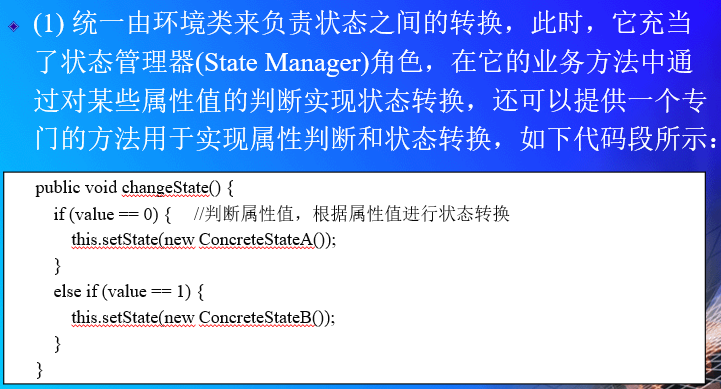 (1) 统一由环境类来负责状态之间的转换，此时，它充当
了状态管理器(State Manager)角色，在它的业务方法中通
过对某些属性值的判断实现状态转换，还可以提供一个专
门的方法用于实现属性判断和状态转换，如下代码段所示：
public void changeState() {
if (value == 0) { //判断属性值，根据属性值进行状态转换
this.setState(new ConcreteStateA());
}
else if (value == 1) {
this.setState(new ConcreteStateB());
}
}